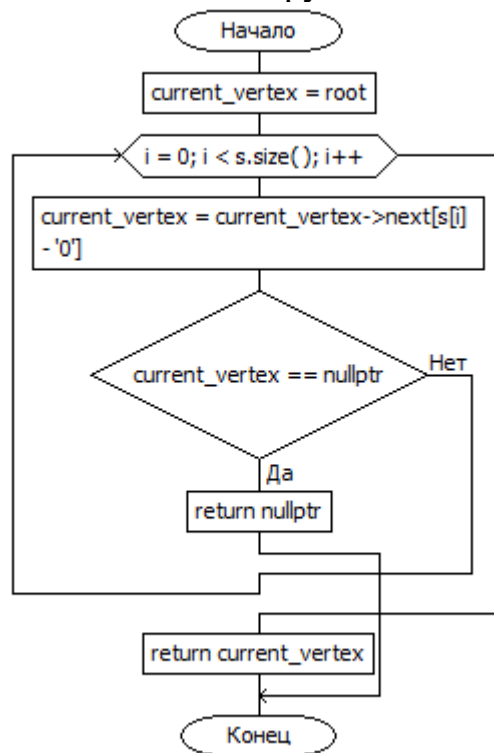 Начало
current_vertex = root
i = 0; i < s.size( ); i++
current_vertex = current_vertex->next[s[i]
- '0']
current_vertex == nullptr
Нет
Да
return nullptr
return current_vertex
Конец